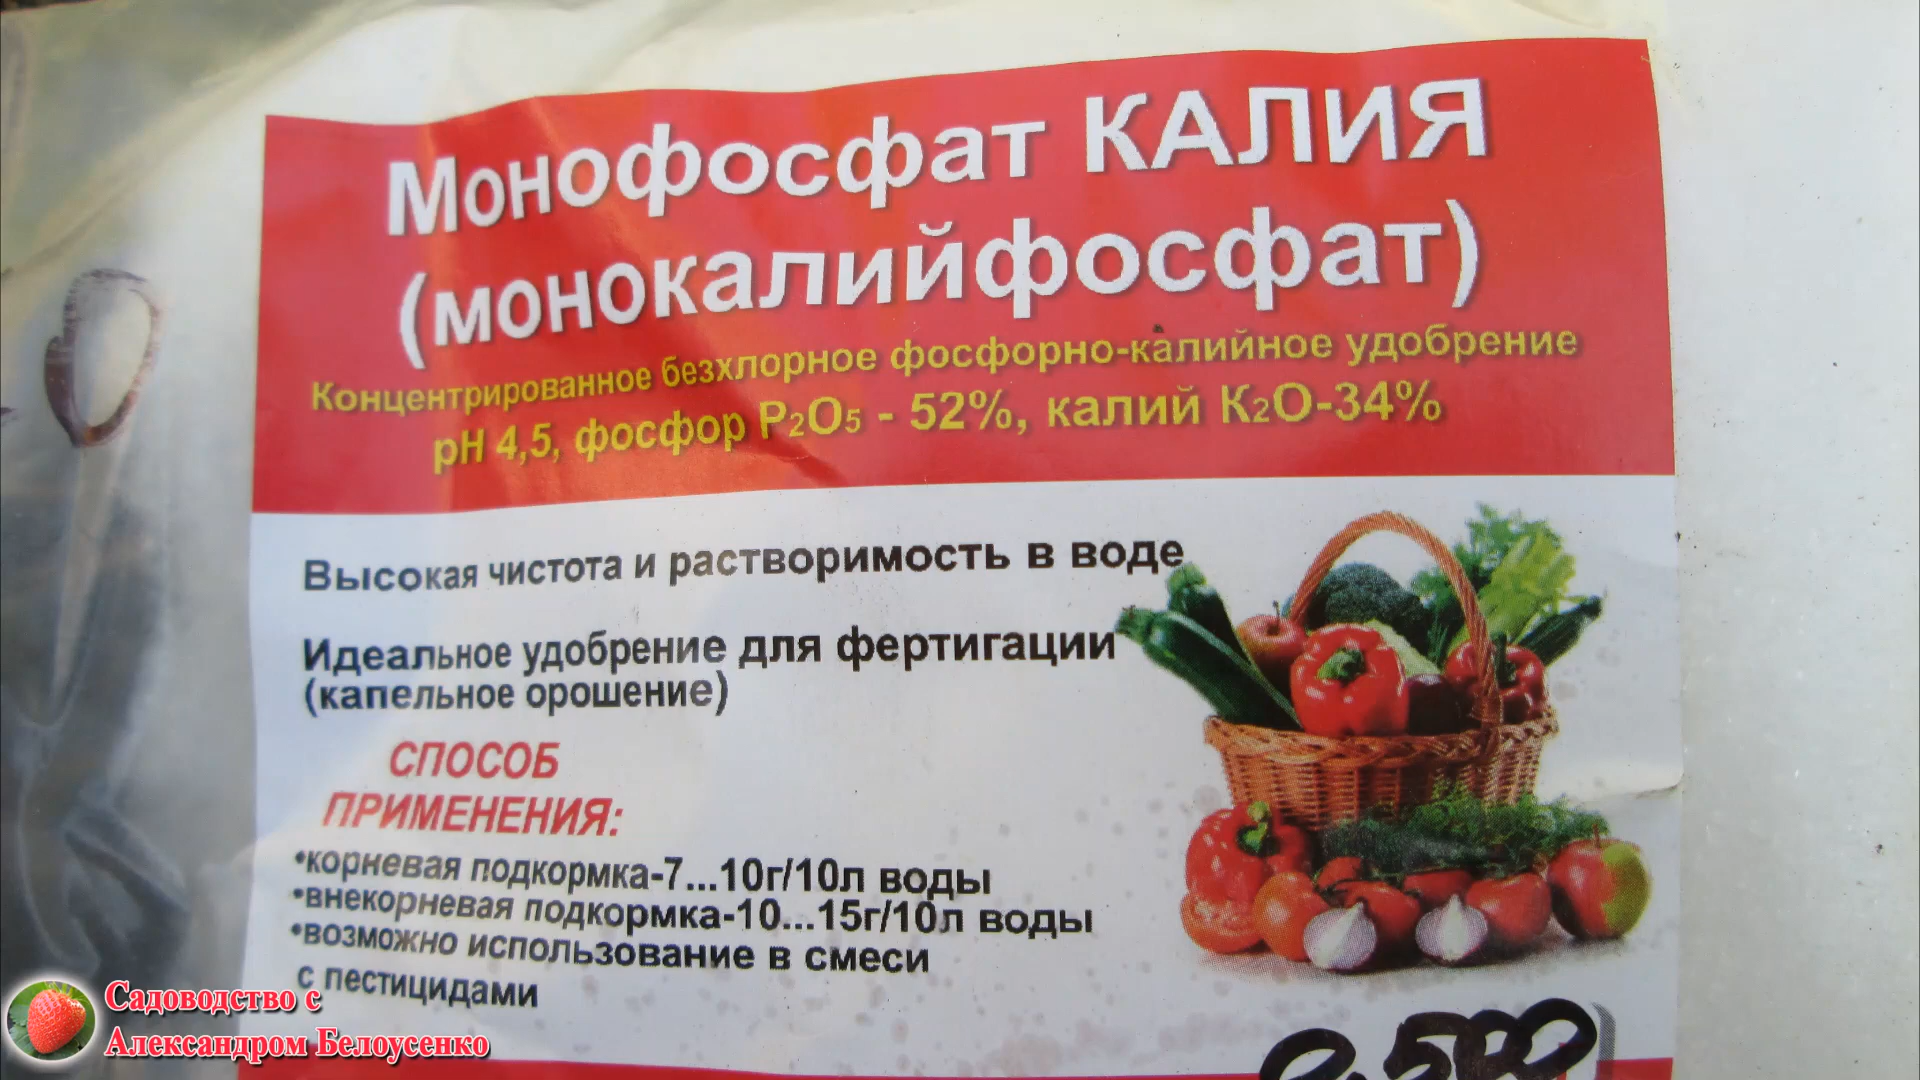 Монофосфат КАЛИЯ
(монокалийфосфат)
Концентрированное безхлорное фосфорно-калийное удобрение
pH 4,5, фосфор P₂O₅ - 52%, калий K₂O-34%
Высокая чистота и растворимость в воде
Идеальное удобрение для фертигации
(капельное орошение)
СПОСОБ
ПРИМЕНЕНИЯ:
•корневая подкормка-7...10г/10л воды
•внекорневая подкормка-10...15г/10л воды
•возможно использование в смеси
с пестицидами
0,500
Садоводство с
Александром Белоусенко